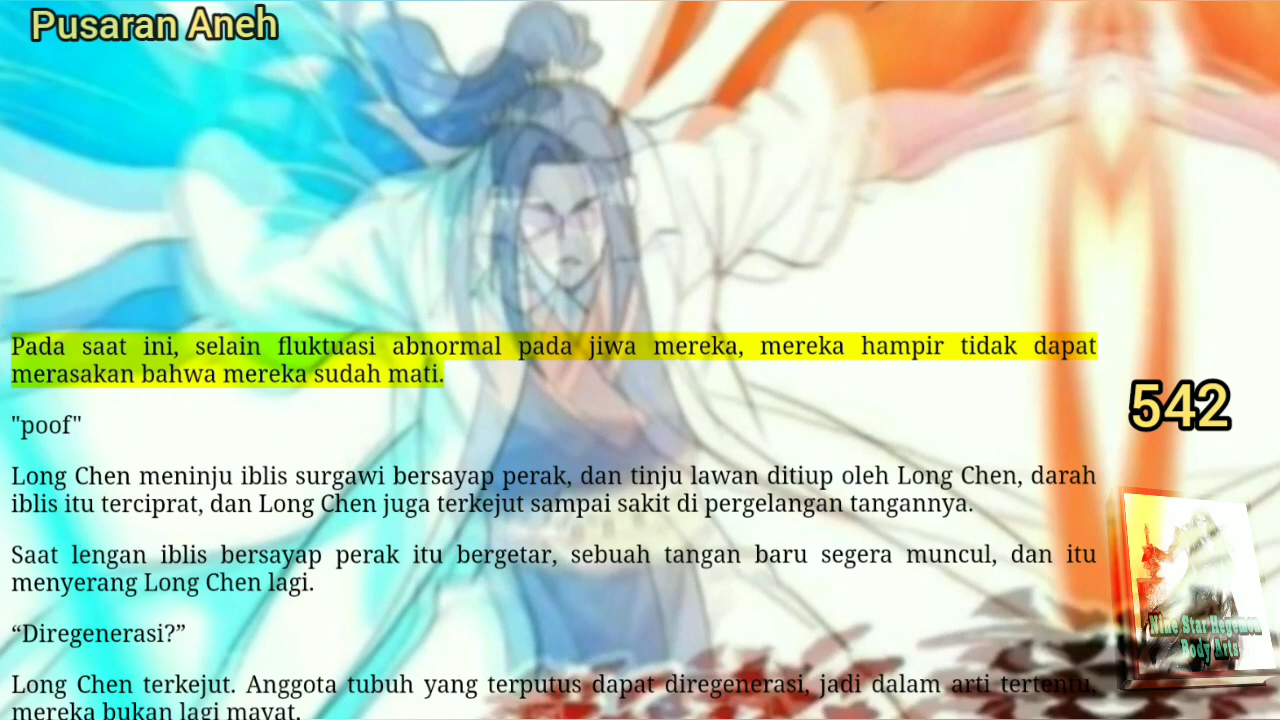 Pusaran Aneh
Pada saat ini, selain fluktuasi abnormal pada jiwa mereka, mereka hampir tidak dapat
merasakan bahwa mereka sudah mati.
"poof"
Long Chen meninju iblis surgawi bersayap perak, dan tinju lawan ditiup oleh Long Chen, darah
iblis itu terciprat, dan Long Chen juga terkejut sampai sakit di pergelangan tangannya.
Saat lengan iblis bersayap perak itu bergetar, sebuah tangan baru segera muncul, dan itu
menyerang Long Chen lagi.
“Diregenerasi?”
Long Chen terkejut. Anggota tubuh yang terputus dapat diregenerasi, jadi dalam arti tertentu,
mereka bukan lagi mayat.
542
Nine Star Hegemon
Body Arts